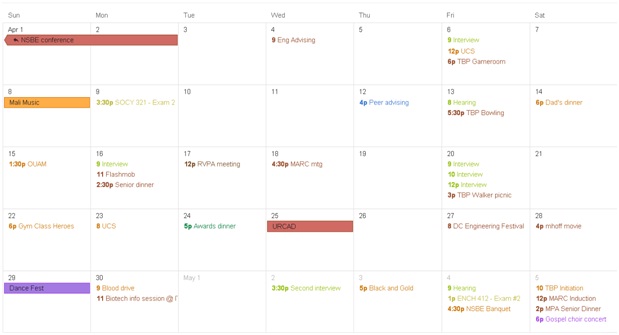 Sun Mon Tue Wed Thu Fri Sat
Apr 1 2 3 4 5 6 7
NSBE conference
9 Eng Advising
9 Interview
12p UCS
6p TBP Gameroom
8 9 10 11 12 13 14
Mali Music
3:30p SOCY 321 - Exam 2
4p Peer advising
8 Hearing
5:30p TBP Bowling
6p Dad's dinner
15 16 17 18 19 20 21
1:30p OUAM
9 Interview
11 Flashmob
2:30p Senior dinner
12p RVPA meeting
4:30p MARC mtg
9 Interview
10 Interview
12p Interview
3p TBP Walker picnic
22 23 24 25 26 27 28
6p Gym Class Heroes
8 UCS
5p Awards dinner
URCAD
8 DC Engineering Festival
4p mhoff movie
29 30 May 1 2 3 4 5
Dance Fest
9 Blood drive
11 Biotech info session @
3:30p Second interview
5p Black and Gold
9 Hearing
1p ENCH 412 - Exam #2
4:30p NSBE Banquet
10 TBP Initiation
12p MARC Induction
2p MPA Senior Dinner
6p Gospel choir concert